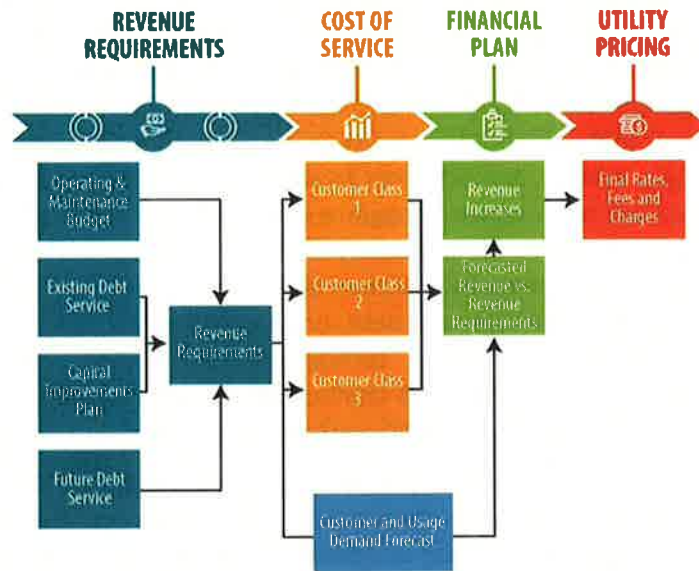 REVENUE
REQUIREMENTS
COST OF
SERVICE
FINANCIAL
PLAN
UTILITY
PRICING
Operating &
Maintenance
Budget
Existing Debt
Service
Capital
Improvements
Plan
Future Debt
Service
Revenue
Requirements
Customer Class
1
Customer Class
2
Customer Class
3
Customer and Usage
Demand Forecast
Revenue
Increases
Forecasted
Revenue vs.
Revenue
Requirements
Final Rates,
Fees and
Charges